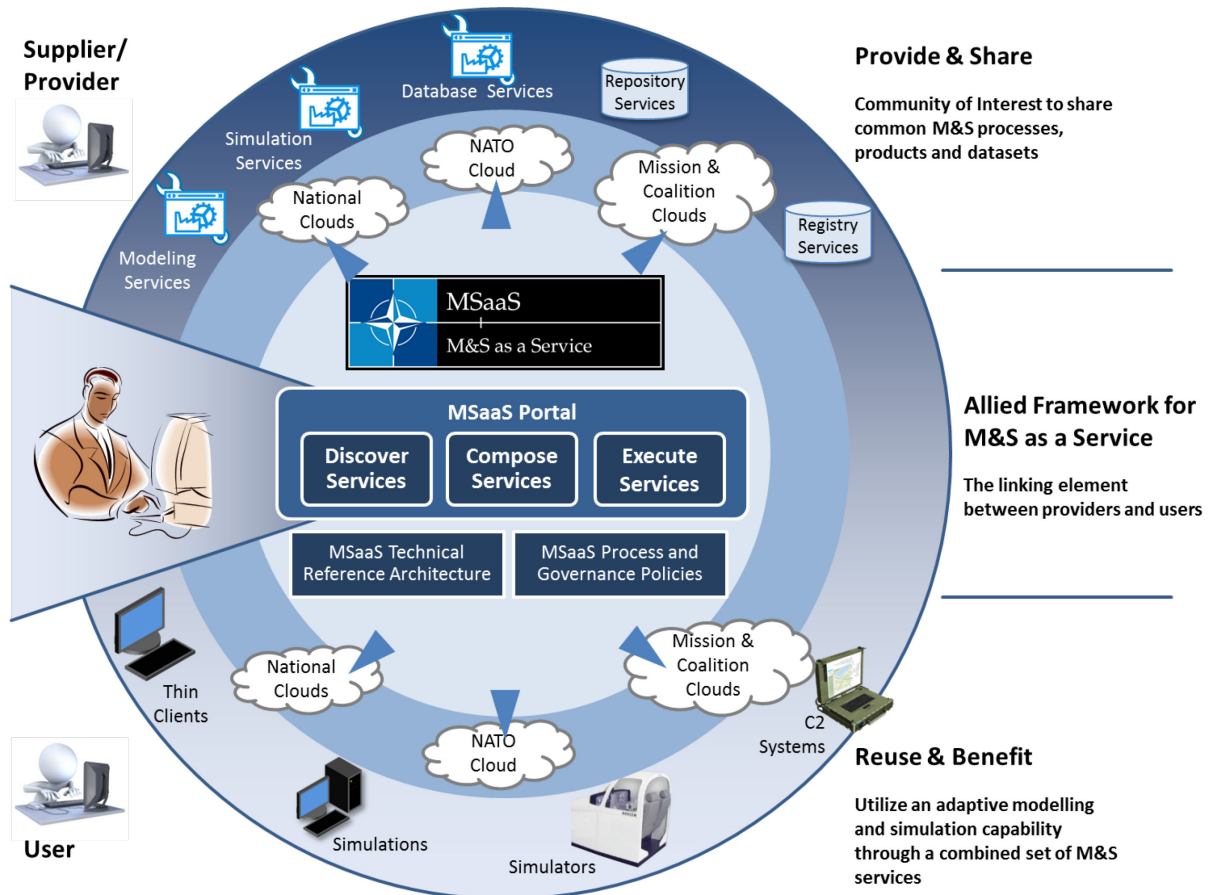 Supplier/
Provider
Database Services
Repository
Services
Simulation
Services
Modeling
Services
Registry
Services
National
Clouds
NATO
Cloud
Mission &
Coalition
Clouds
Provide & Share
Community of Interest to share
common M&S processes,
products and datasets
MSaaS
M&S as a Service
MSaaS Portal
Discover
Services
Compose
Services
Execute
Services
MSaaS Technical
Reference Architecture
MSaaS Process and
Governance Policies
Allied Framework for
M&S as a Service
The linking element
between providers and users
National
Clouds
NATO
Cloud
Mission &
Coalition
Clouds
Thin
Clients
Simulations
Simulators
C2
Systems
User
Reuse & Benefit
Utilize an adaptive modelling
and simulation capability
through a combined set of M&S
services